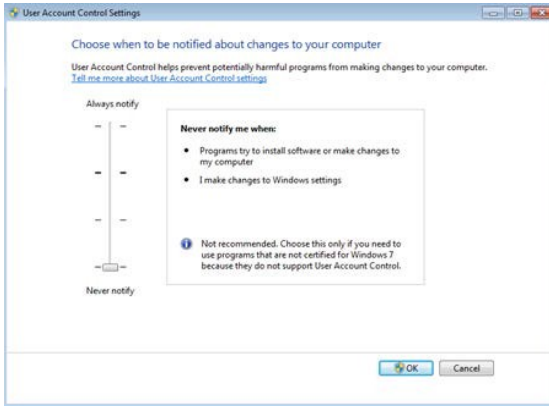 User Account Control Settings
Choose when to be notified about changes to your computer
User Account Control helps prevent potentially harmful programs from making changes to your computer.
Tell me more about User Account Control settings
Always notify
Never notify me when:
• Programs try to install software or make changes to
my computer
• I make changes to Windows settings
Not recommended. Choose this only if you need to
use programs that are not certified for Windows 7
because they do not support User Account Control.
Never notify
OK
Cancel